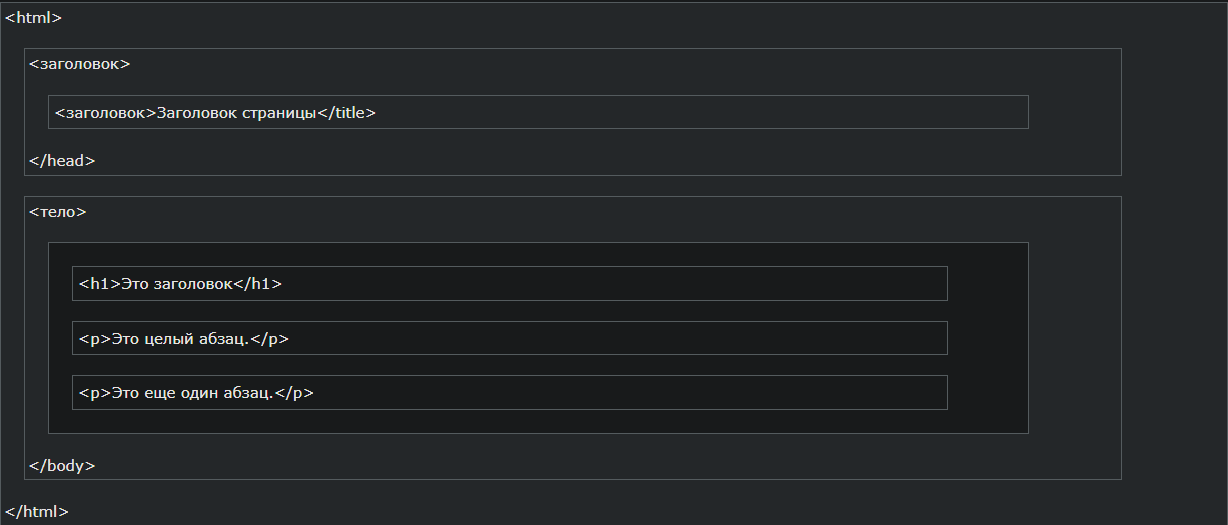 <html>
<заголовок>
<заголовок>Заголовок страницы</title>
</head>
<тело>
<h1>Это заголовок</h1>
<p>Это целый абзац.</p>
<p>Это еще один абзац.</p>
</body>
</html>